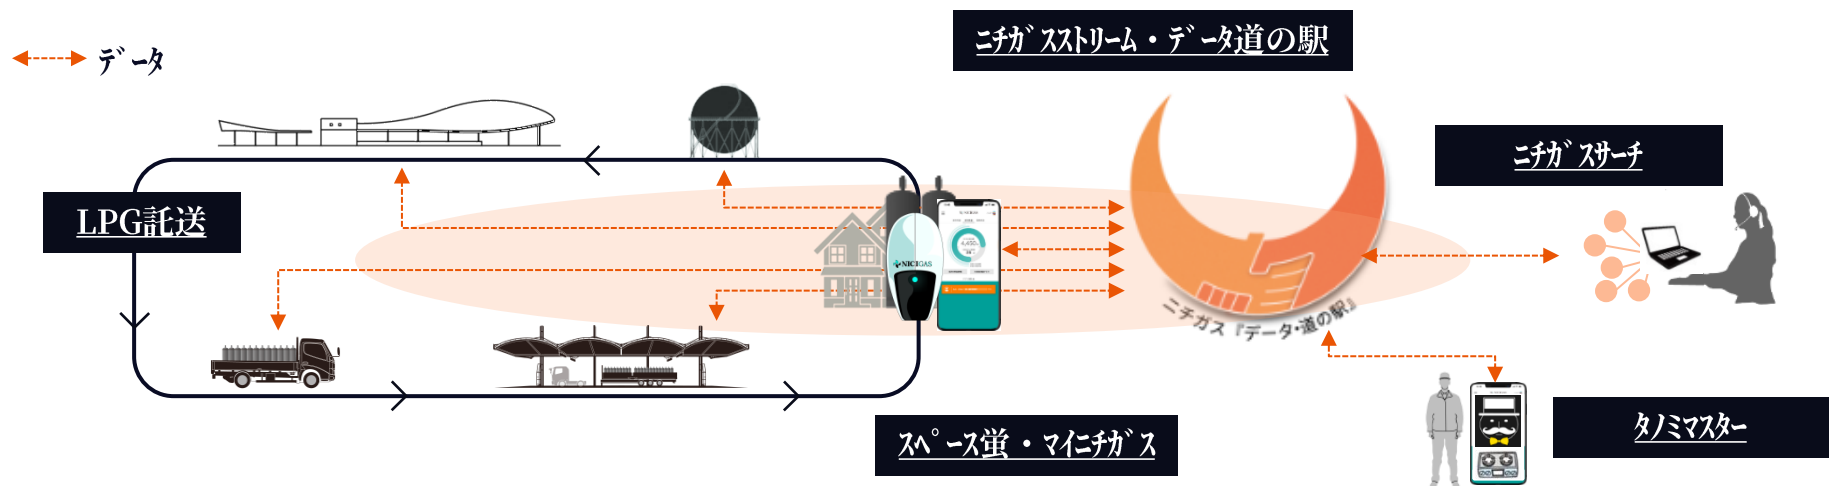 データ
ニチガスストリーム・データ道の駅
ニチガスサーチ
LPG託送
NICIGAS
ニチガス『データ・道の駅』
スペース蛍・マイニチガス
タノミマスター